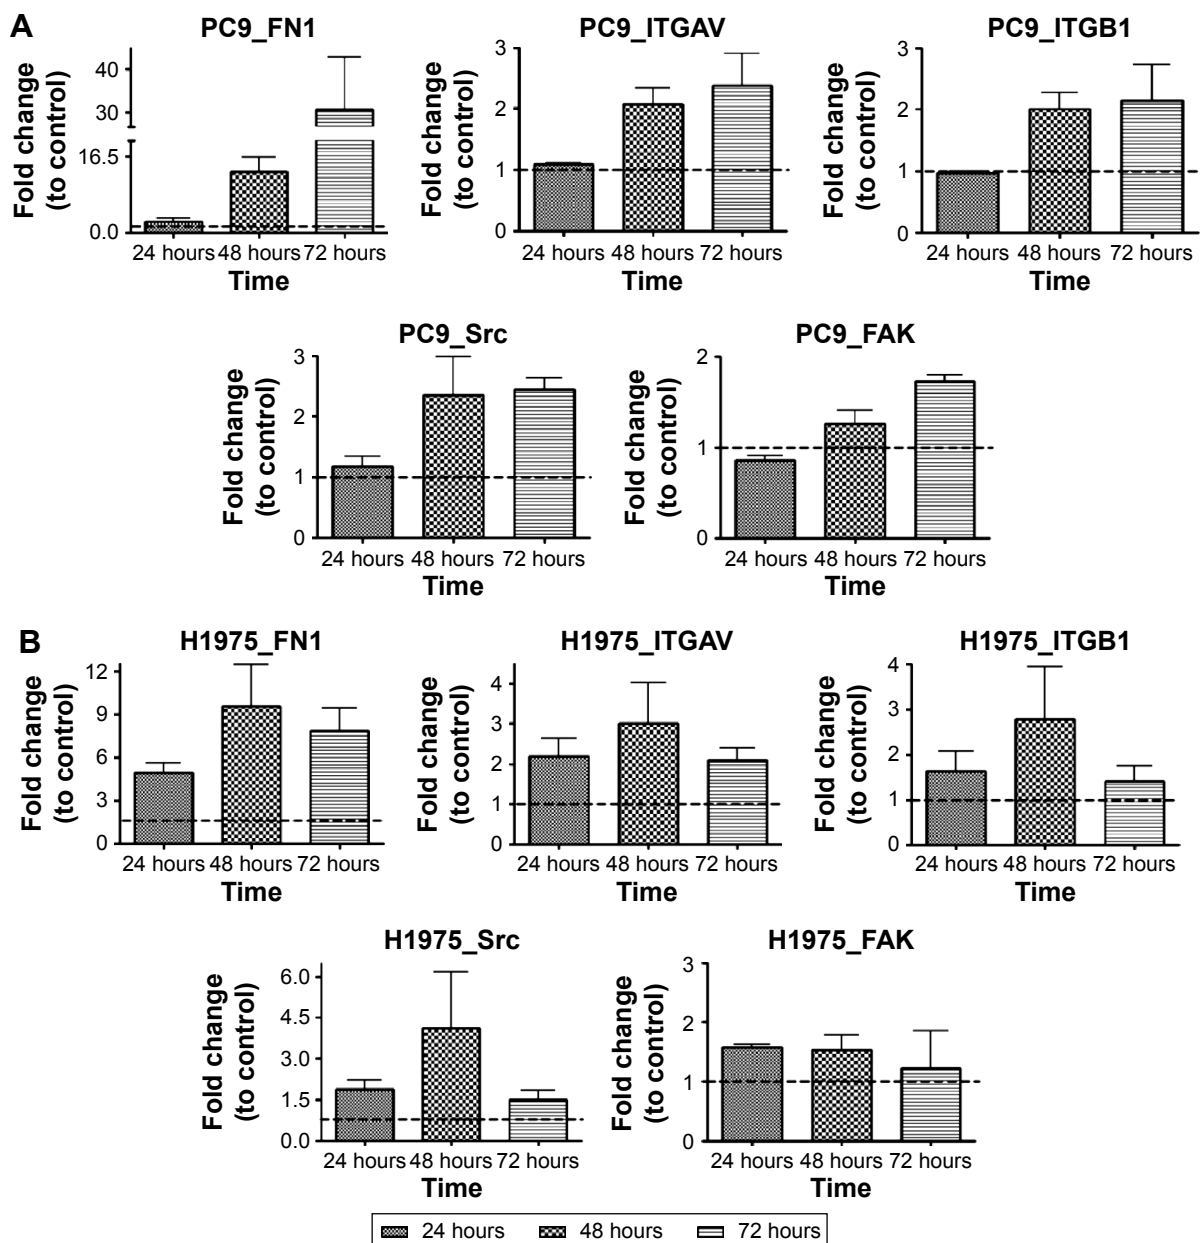 A
PC9_FN1
Fold change
(to control)
40
30
16.5
0.0
24 hours 48 hours 72 hours
Time
PC9_ITGAV
Fold change
(to control)
3
2
1
0
24 hours 48 hours 72 hours
Time
PC9_ITGB1
Fold change
(to control)
3
2
1
0
24 hours 48 hours 72 hours
Time
PC9_Src
Fold change
(to control)
3
2
1
0
24 hours 48 hours 72 hours
Time
PC9_FAK
Fold change
(to control)
2
1
0
24 hours 48 hours 72 hours
Time
B
H1975_FN1
Fold change
(to control)
12
9
6
3
0
24 hours 48 hours 72 hours
Time
H1975_ITGAV
Fold change
(to control)
4
3
2
1
0
24 hours 48 hours 72 hours
Time
H1975_ITGB1
Fold change
(to control)
4
3
2
1
0
24 hours 48 hours 72 hours
Time
H1975_Src
Fold change
(to control)
6.0
4.5
3.0
1.5
0.0
24 hours 48 hours 72 hours
Time
H1975_FAK
Fold change
(to control)
3
2
1
0
24 hours 48 hours 72 hours
Time
24 hours 48 hours 72 hours